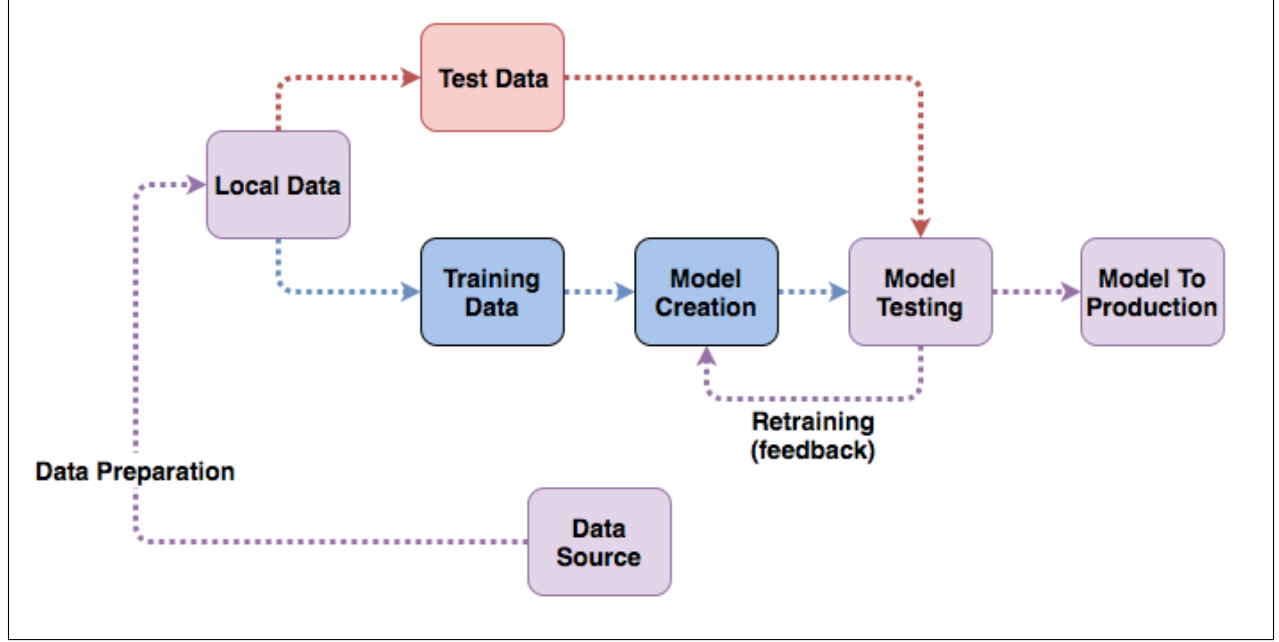 Test Data
Local Data
Training
Data
Model
Creation
Model
Testing
Model To
Production
Retraining
(feedback)
Data Preparation
Data
Source